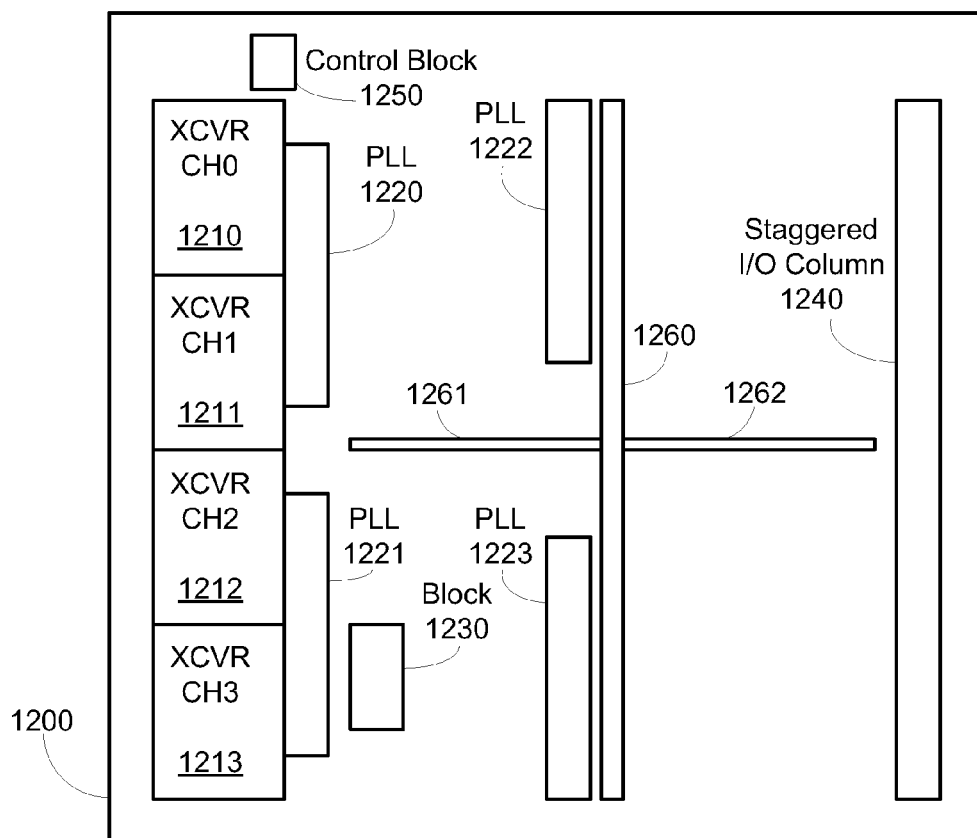 Control Block
1250
XCVR
CH0
1210
PLL
1220
PLL
1222
Staggered
I/O Column
1240
XCVR
CH1
1211
1260
1261
1262
XCVR
CH2
1212
PLL
1221
PLL
1223
Block
1230
XCVR
CH3
1213
1200